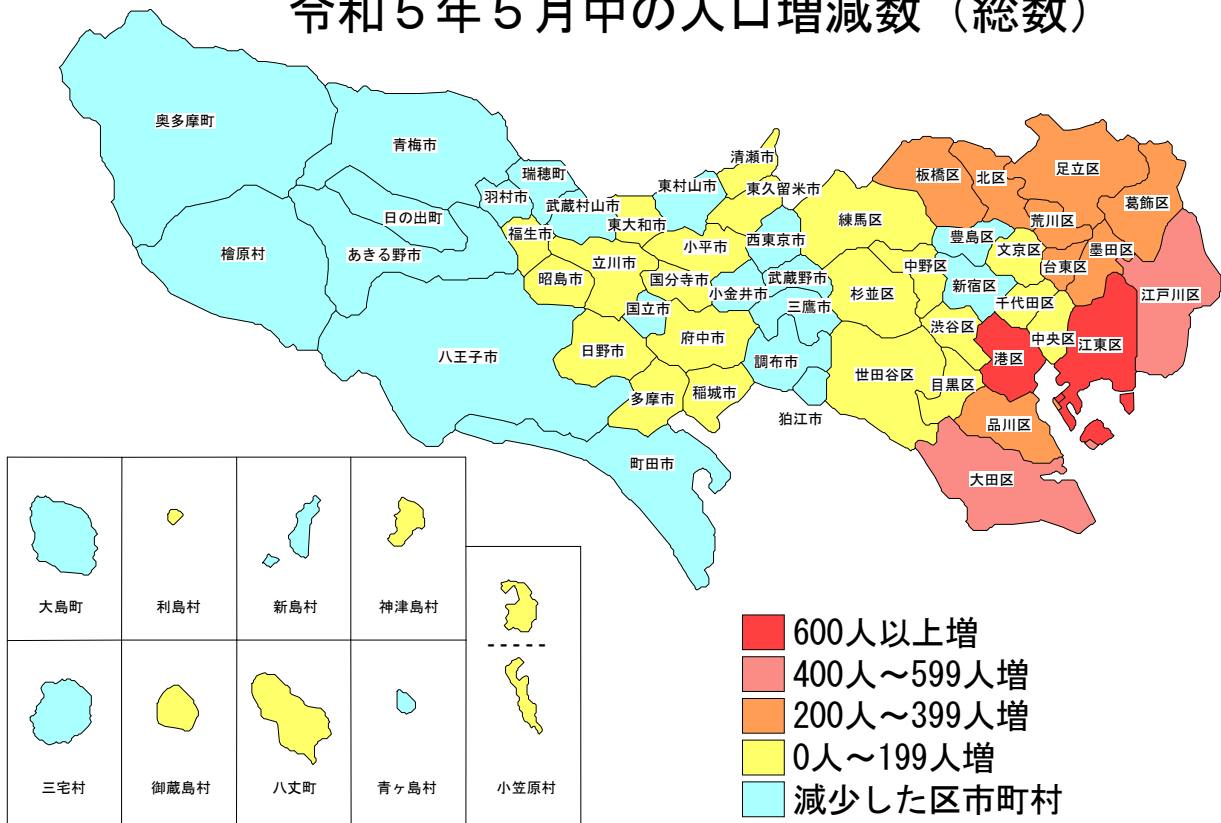 令和５年５月中の人口増減数（総数）
奥多摩町
青梅市
瑞穂町
羽村市
武蔵村山市
日の出町
あきる野市
檜原村
福生市
昭島市
立川市
東大和市
東村山市
清瀬市
東久留米市
小平市
西東京市
国分寺市
小金井市
武蔵野市
三鷹市
国立市
府中市
日野市
八王子市
多摩市
稲城市
調布市
狛江市
町田市
練馬区
板橋区
北区
足立区
葛飾区
荒川区
豊島区
文京区
台東区
墨田区
中野区
新宿区
杉並区
千代田区
江戸川区
渋谷区
中央区
江東区
港区
世田谷区
目黒区
品川区
大田区
大島町
利島村
新島村
神津島村
三宅村
御蔵島村
八丈町
青ヶ島村
小笠原村
600人以上増
400人～599人増
200人～399人増
0人～199人増
減少した区市町村